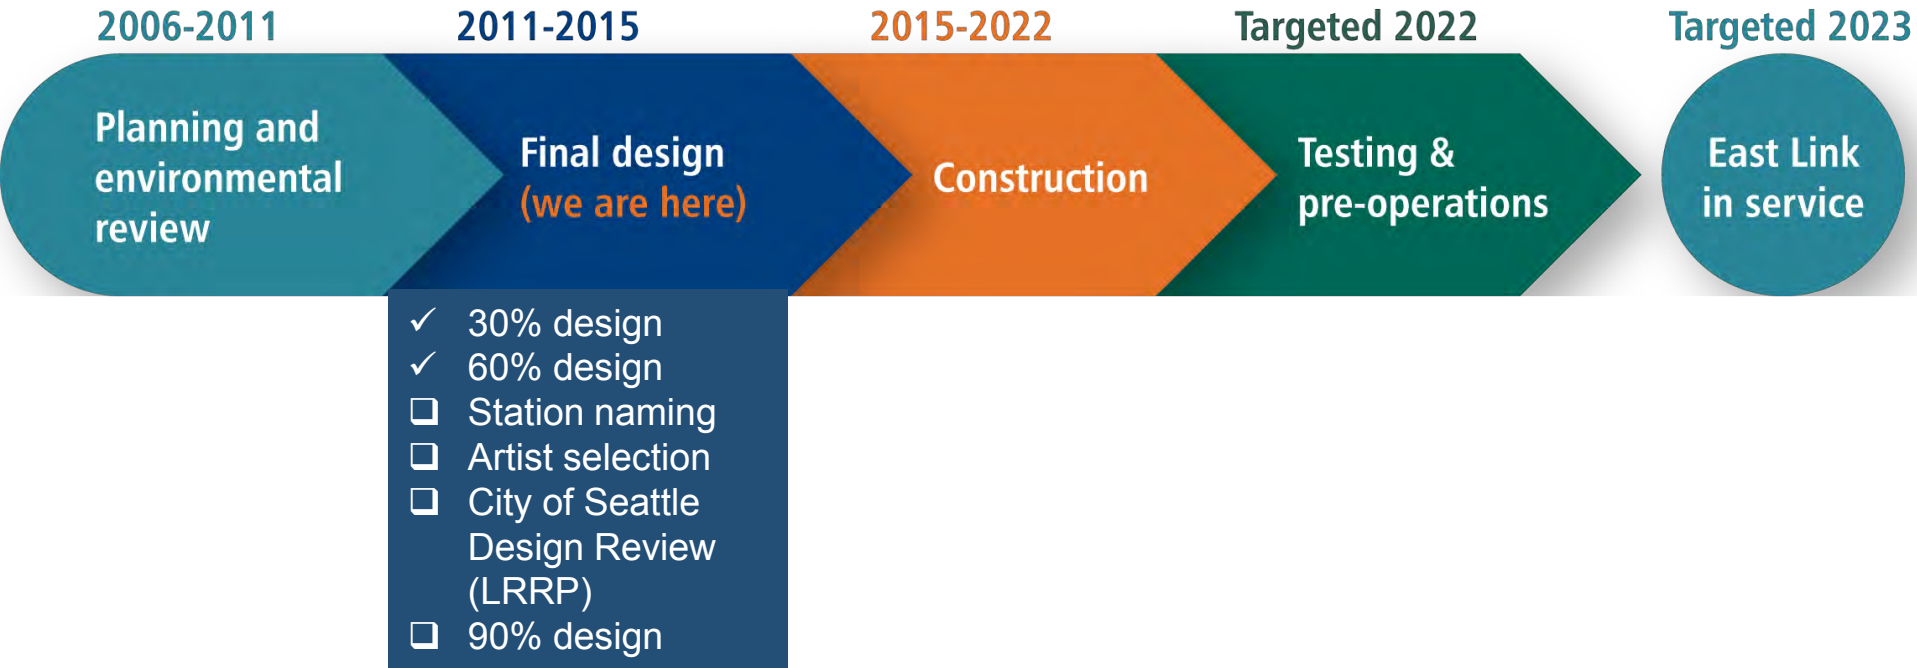 2006-2011
2011-2015
2015-2022
Targeted 2022
Targeted 2023
Planning and
environmental
review
Final design
(we are here)
Construction
Testing &
pre-operations
East Link
in service
✓ 30% design
✓ 60% design
❑ Station naming
❑ Artist selection
❑ City of Seattle
Design Review
(LRRP)
❑ 90% design